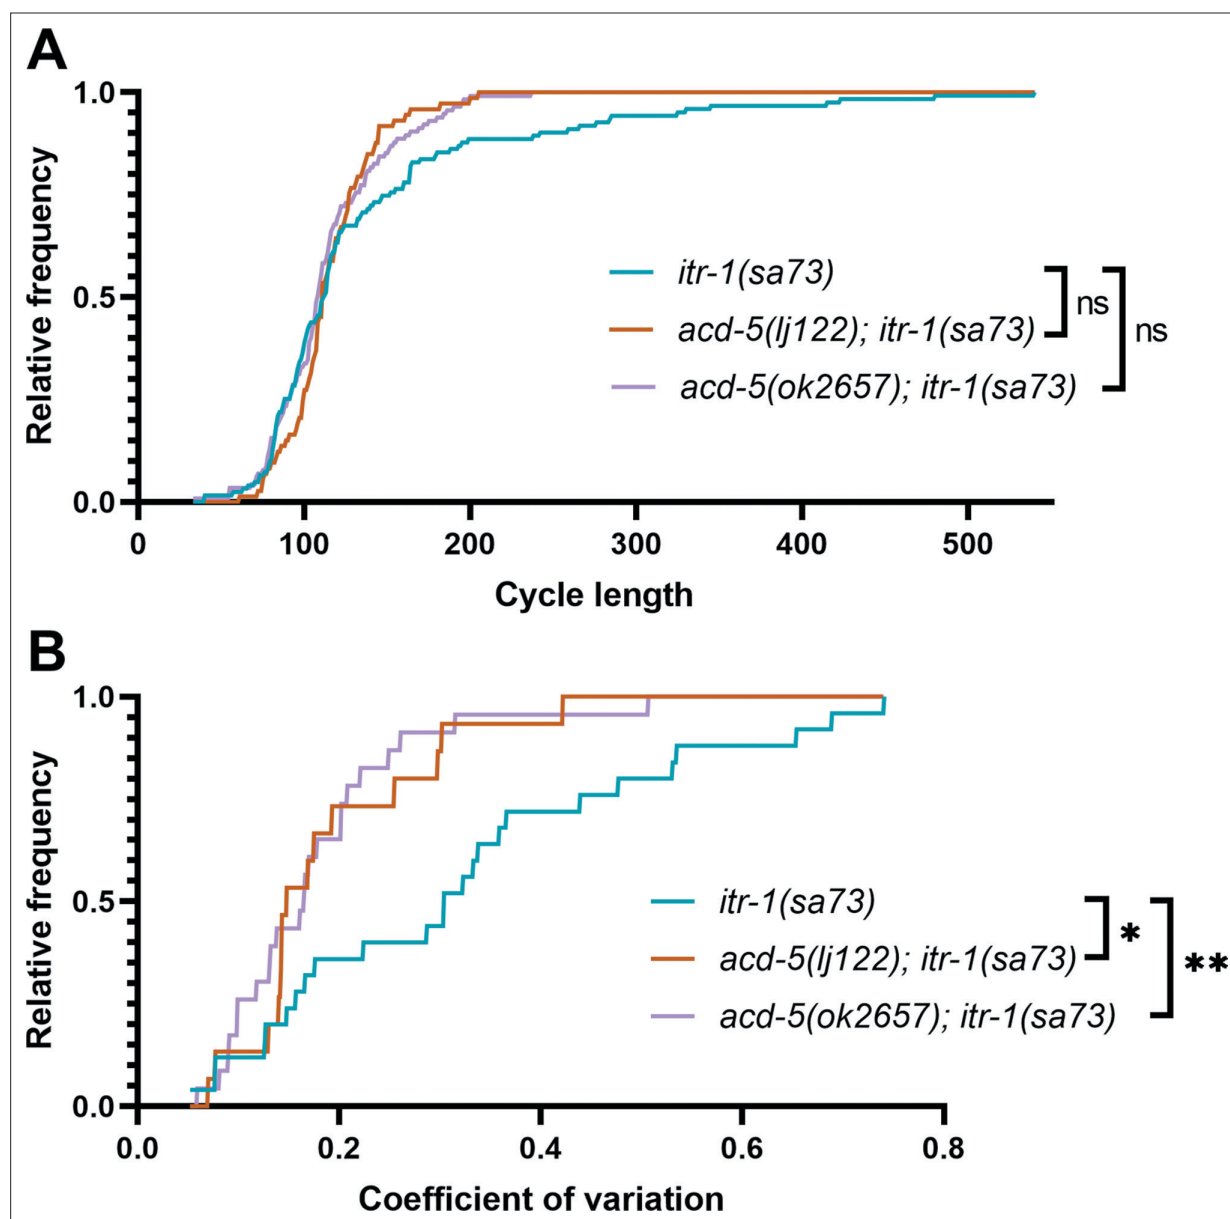 A
1.0
0.5
0.0
Relative frequency
0 100 200 300 400 500
Cycle length
itr-1(sa73)
acd-5(lj122); itr-1(sa73)
acd-5(ok2657); itr-1(sa73)
ns
ns
B
1.0
0.5
0.0
Relative frequency
0.0 0.2 0.4 0.6 0.8
Coefficient of variation
itr-1(sa73)
acd-5(lj122); itr-1(sa73)
acd-5(ok2657); itr-1(sa73)
*
**